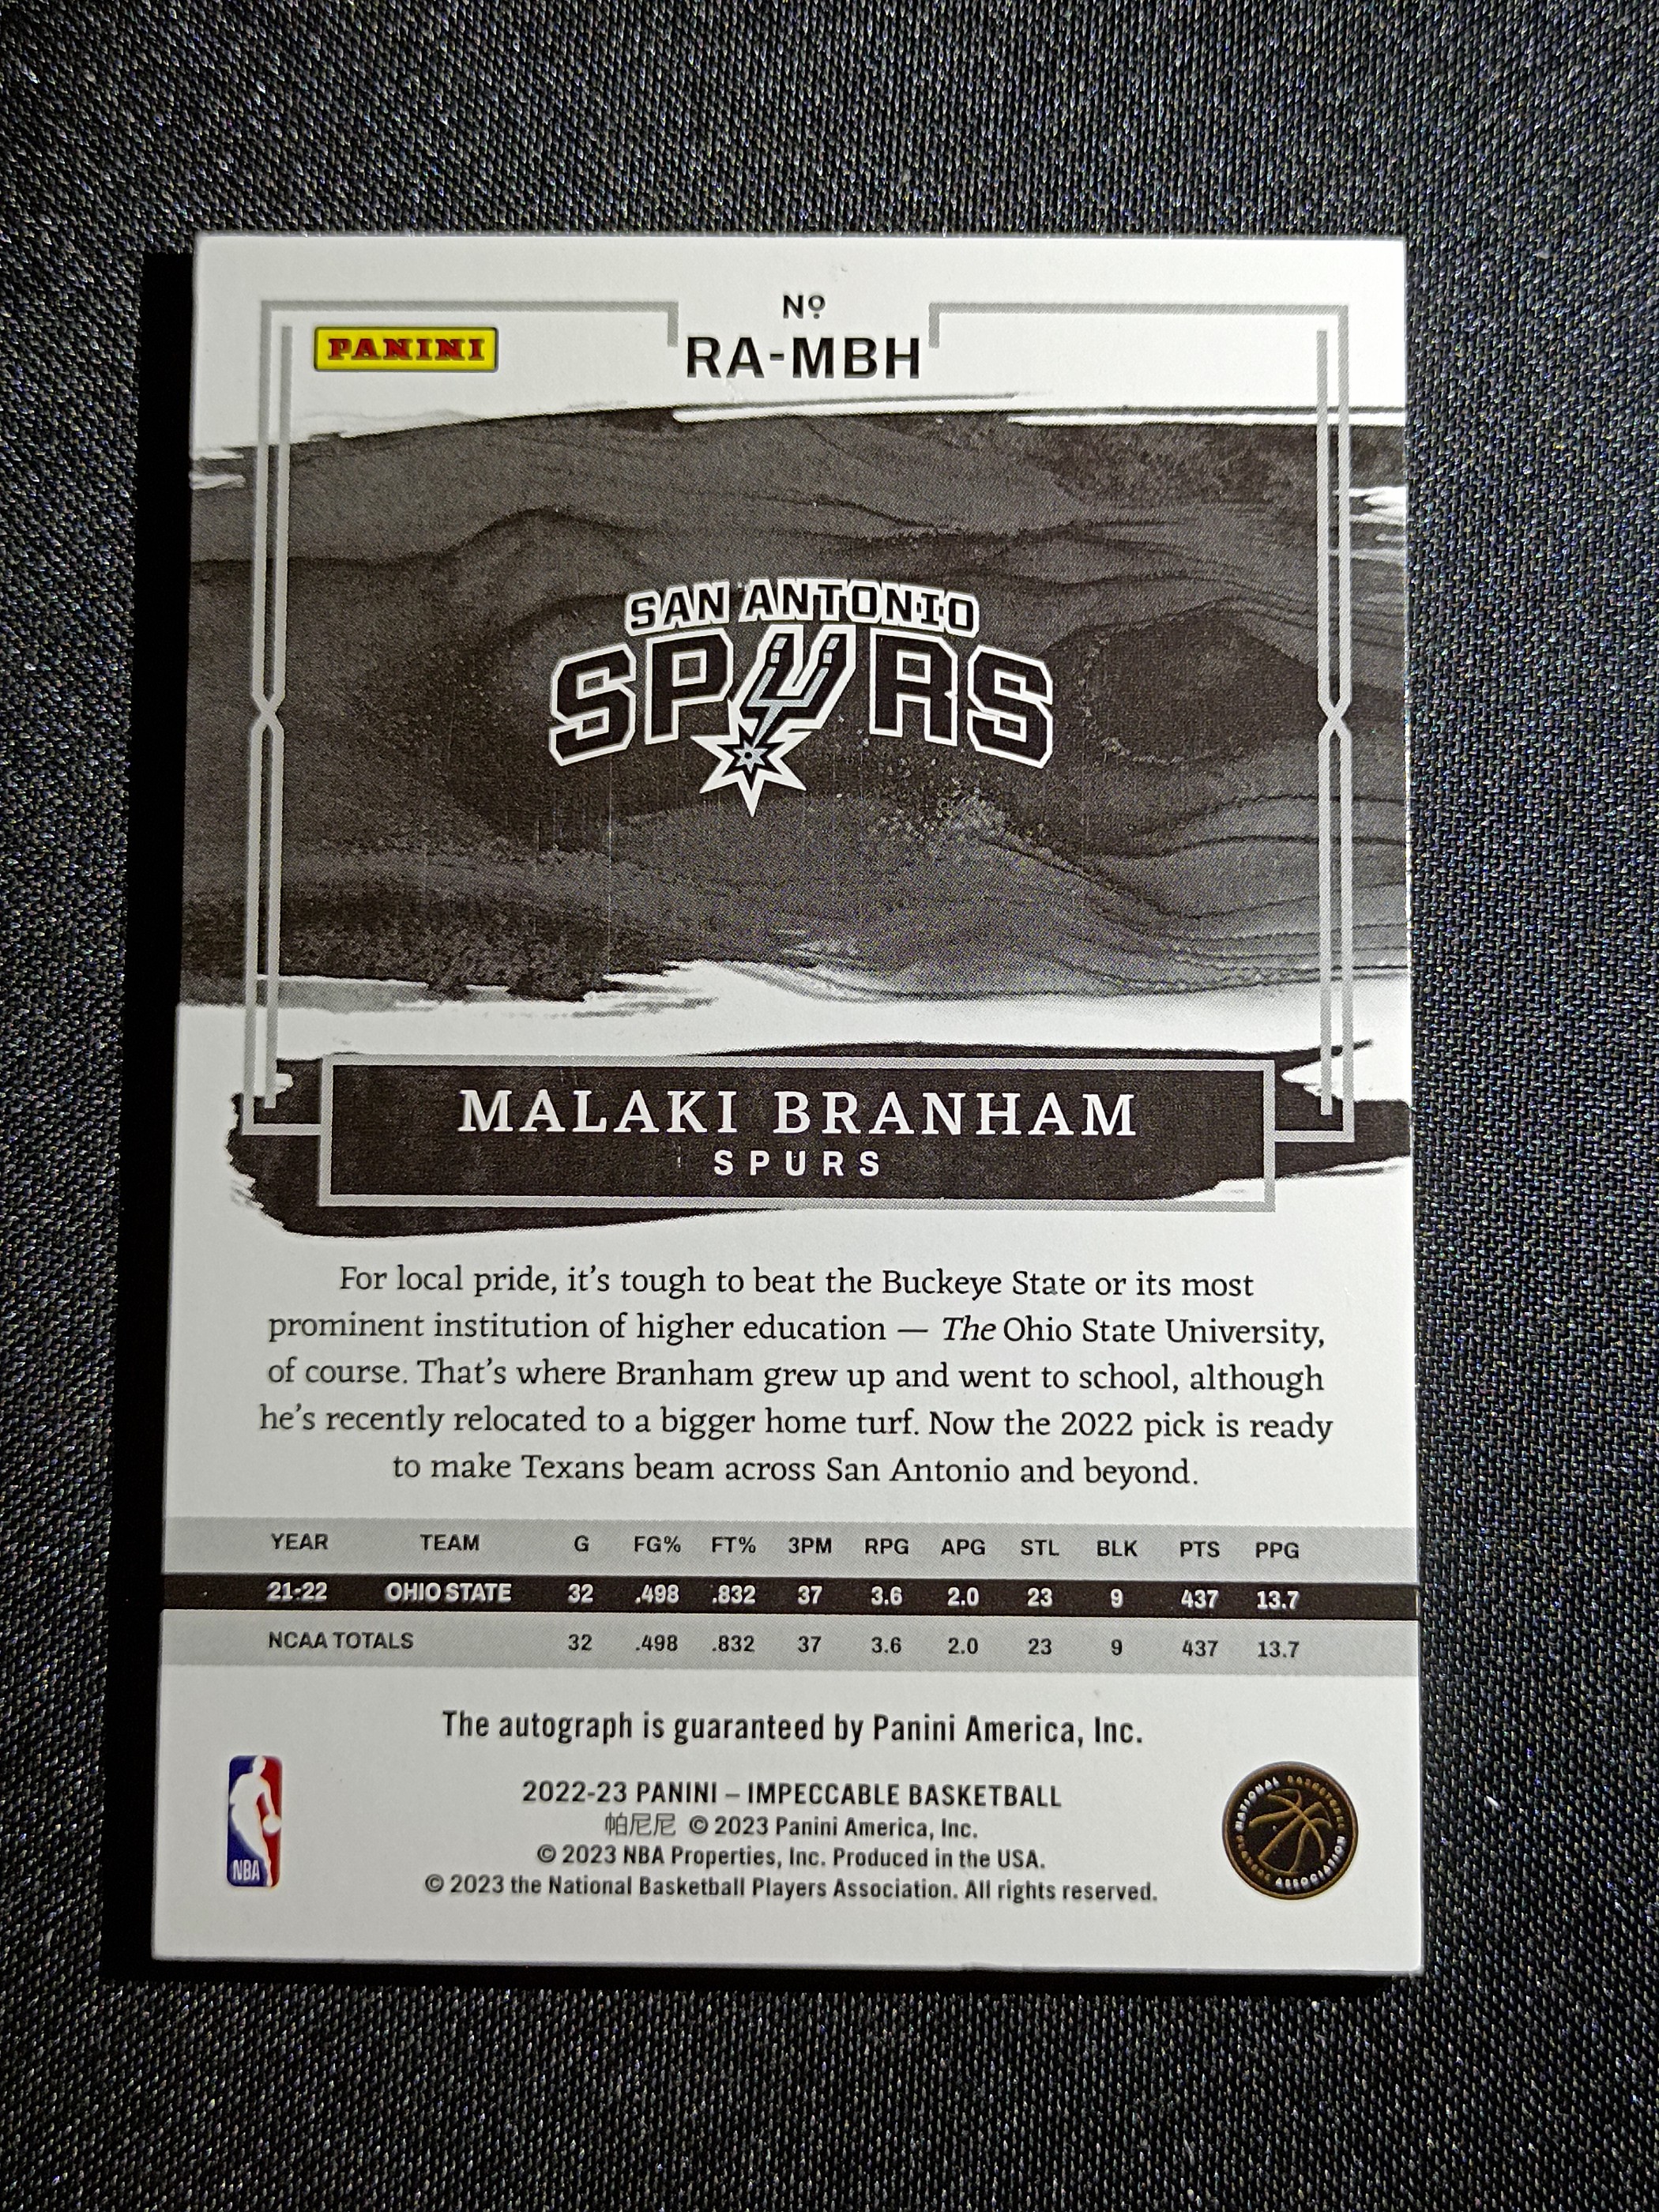 Nº
PANINI
RA-MBH
SAN ANTONIO
SPURS
MALAKI BRANHAM
SPURS
For local pride, it's tough to beat the Buckeye State or its most
prominent institution of higher education — The Ohio State University,
of course. That's where Branham grew up and went to school, although
he's recently relocated to a bigger home turf. Now the 2022 pick is ready
to make Texans beam across San Antonio and beyond.
YEAR TEAM G FG% FT% 3PM RPG APG STL BLK PTS PPG
21-22 OHIO STATE 32 .498 .832 37 3.6 2.0 23 9 437 13.7
NCAA TOTALS 32 .498 .832 37 3.6 2.0 23 9 437 13.7
The autograph is guaranteed by Panini America, Inc.
2022-23 PANINI – IMPECCABLE BASKETBALL
帕尼尼 © 2023 Panini America, Inc.
© 2023 NBA Properties, Inc. Produced in the USA.
© 2023 the National Basketball Players Association. All rights reserved.
NBA
NATIONAL BASKETBALL PLAYERS ASSOCIATION